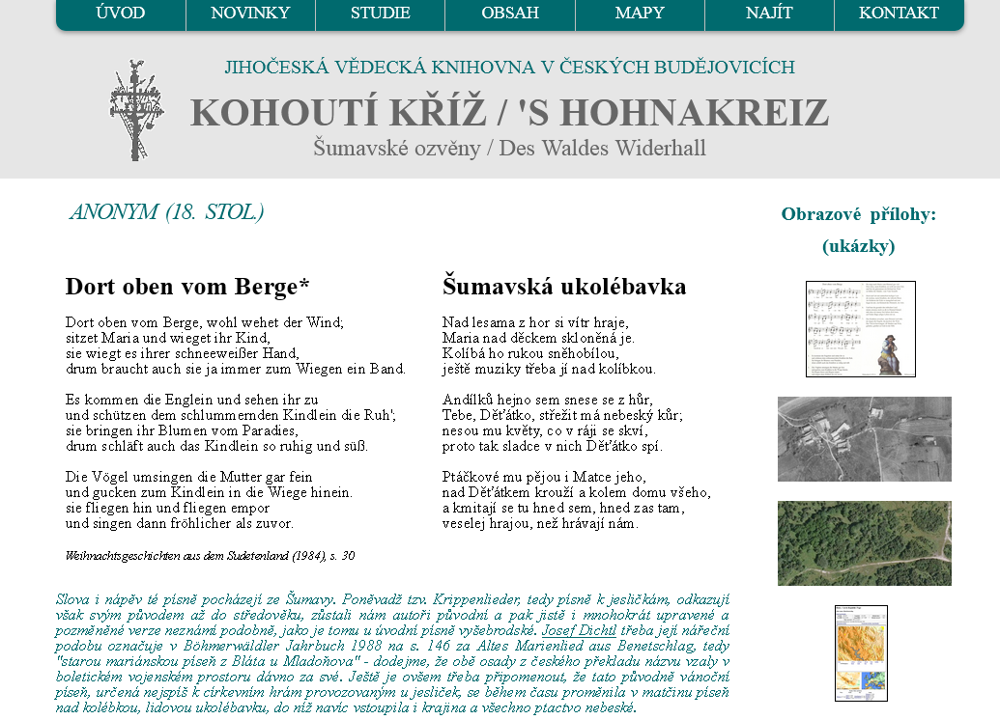 ÚVOD NOVINKY STUDIE OBSAH MAPY NAJÍT KONTAKT
JIHOČESKÁ VĚDECKÁ KNIHOVNA V ČESKÝCH BUDĚJOVICÍCH
KOHOUTÍ KŘÍŽ / 'S HOHNAKREIZ
Šumavské ozvěny / Des Waldes Widerhall
ANONYM (18. STOL.)
Dort oben vom Berge*
Dort oben vom Berge, wohl wehet der Wind;
sitzet Maria und wieget ihr Kind,
sie wiegt es ihrer schneeweißer Hand,
drum braucht auch sie ja immer zum Wiegen ein Band.
Es kommen die Englein und sehen ihr zu
und schützen dem schlummernden Kindlein die Ruh';
sie bringen ihr Blumen vom Paradies,
drum schläft auch das Kindlein so ruhig und süß.
Die Vögel umsingen die Mutter gar fein
und gucken zum Kindlein in die Wiege hinein.
sie fliegen hin und fliegen empor
und singen dann fröhlicher als zuvor.
Weihnachtsgeschichten aus dem Sudetenland (1984), s. 30
Šumavská ukolébavka
Nad lesama z hor si vítr hraje,
Maria nad děckem skloněná je.
Kolíbá ho rukou sněhobílou,
ještě muziky třeba jí nad kolíbkou.
Andílků hejno sem snese se z hůr,
Tebe, Děťátko, střežit má nebeský kůr;
nesou mu květy, co v ráji se skví,
proto tak sladce v nich Děťátko spí.
Ptáčkové mu pějou i Matce jeho,
nad Děťátkem krouží a kolem domu všeho,
a kmitají se tu hned sem, hned zas tam,
veselej hrajou, než hrávají nám.
Slova i nápěv té písně pocházejí ze Šumavy. Poněvadž tzv. Krippenlieder, tedy písně k jesličkám, odkazují
však svým původem až do středověku, zůstali nám autoři původní a pak jistě i mnohokrát upravené a
pozměněné verze neznámí podobně, jako je tomu u úvodní písně vyšebrodské. Josef Dichtl třeba její nářeční
podobu označuje v Böhmerwäldler Jahrbuch 1988 na s. 146 za Altes Marienlied aus Benetschlag, tedy
"starou mariánskou píseň z Bláta u Mladoňova" - dodejme, že obě osady z českého překladu názvu vzaly v
boletickém vojenském prostoru dávno za své. Ještě je ovšem třeba připomenout, že tato původně vánoční
píseň, určená nejspíš k církevním hrám provozovaným u jesliček, se během času proměnila v matčinu píseň
nad kolébkou, lidovou ukolébavku, do níž navíc vstoupila i krajina a všechno ptactvo nebeské.
Obrazové přílohy:
(ukázky)